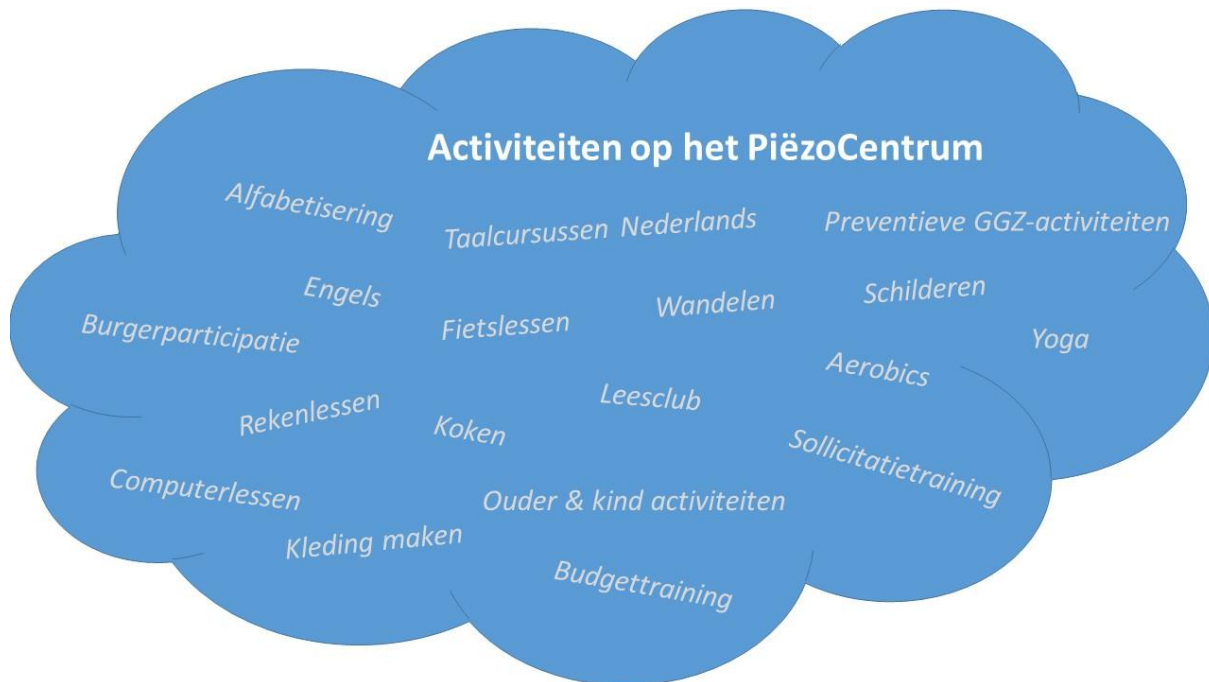 Activiteiten op het PiëzoCentrum
Alfabetisering
Taalcursussen Nederlands
Preventieve GGZ-activiteiten
Engels
Fietslessen
Wandelen
Schilderen
Burgerparticipatie
Yoga
Aerobics
Rekenlessen
Koken
Leesclub
Sollicitatietraining
Computerlessen
Ouder & kind activiteiten
Kleding maken
Budgettraining